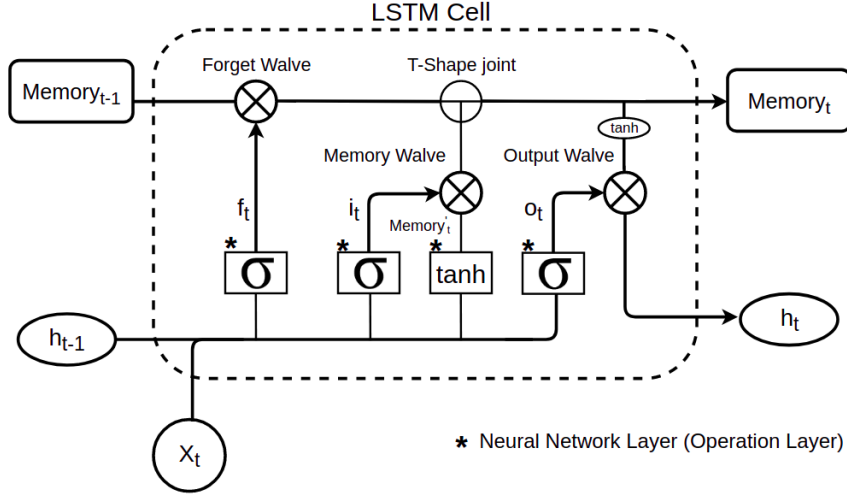 LSTM Cell
Forget Walve
T-Shape joint
Memoryt-1
Memoryt
tanh
Memory Walve
Output Walve
ft
it
Memory't
ot
* * * *
σ
σ
tanh
σ
ht-1
ht
Xt
* Neural Network Layer (Operation Layer)